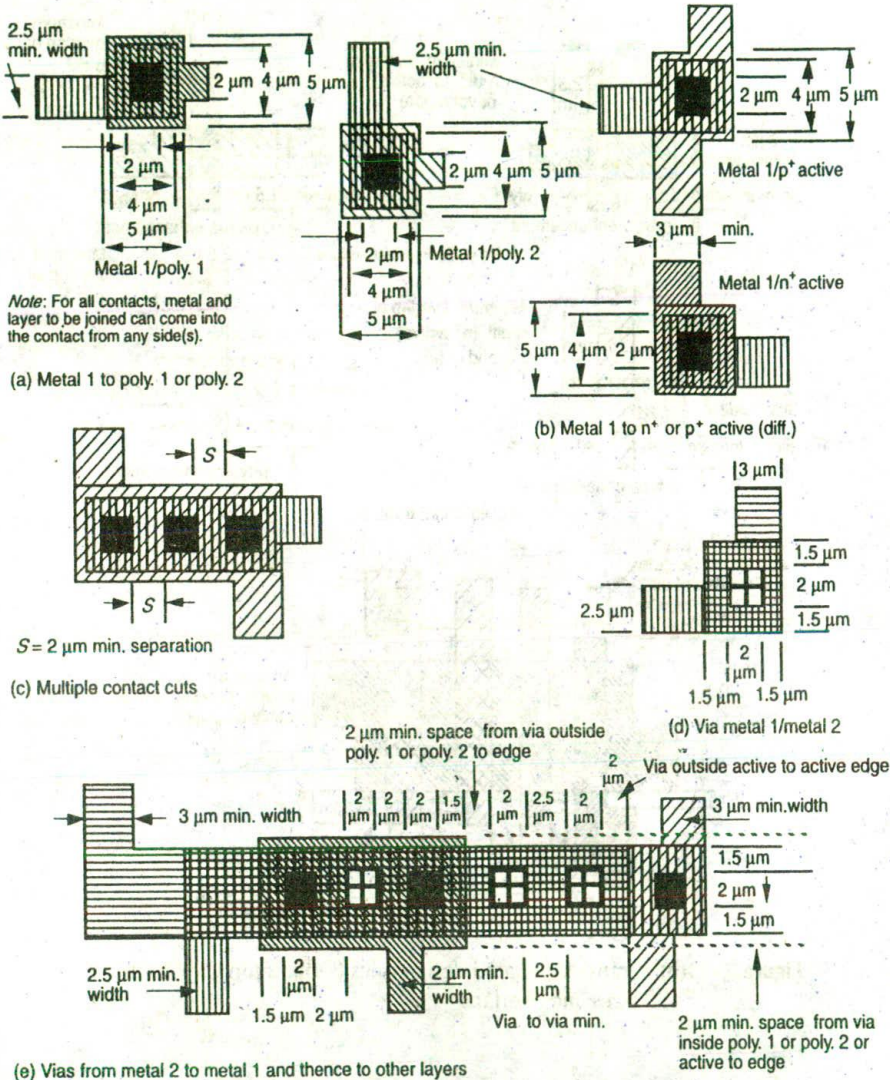 2.5 μm
min. width
2 μm 4 μm 5 μm
2 μm
4 μm
5 μm
Metal 1/poly. 1
2.5 μm min.
width
2 μm 4 μm 5 μm
2 μm
4 μm
5 μm
Metal 1/poly. 2
2 μm 4 μm 5 μm
Metal 1/p+ active
3 μm min.
Metal 1/n+ active
5 μm 4 μm 2 μm
Note: For all contacts, metal and
layer to be joined can come into
the contact from any side(s).
(a) Metal 1 to poly. 1 or poly. 2
(b) Metal 1 to n+ or p+ active (diff.)
S
S
S = 2 μm min. separation
(c) Multiple contact cuts
3 μm
1.5 μm
2 μm
1.5 μm
2.5 μm
2
μm
1.5 μm 1.5 μm
(d) Via metal 1/metal 2
2 μm min. space from via outside
poly. 1 or poly. 2 to edge
2
μm
Via outside active to active edge
3 μm min. width
2
μm
2
μm
2
μm
1.5
μm
2
μm
2.5
μm
2
μm
3 μm min.width
1.5 μm
2 μm
1.5 μm
2.5 μm min.
width
2
μm
1.5 μm 2 μm
2 μm min.
width
2.5
μm
Via to via min.
2 μm min. space from via
inside poly. 1 or poly. 2 or
active to edge
(e) Vias from metal 2 to metal 1 and thence to other layers